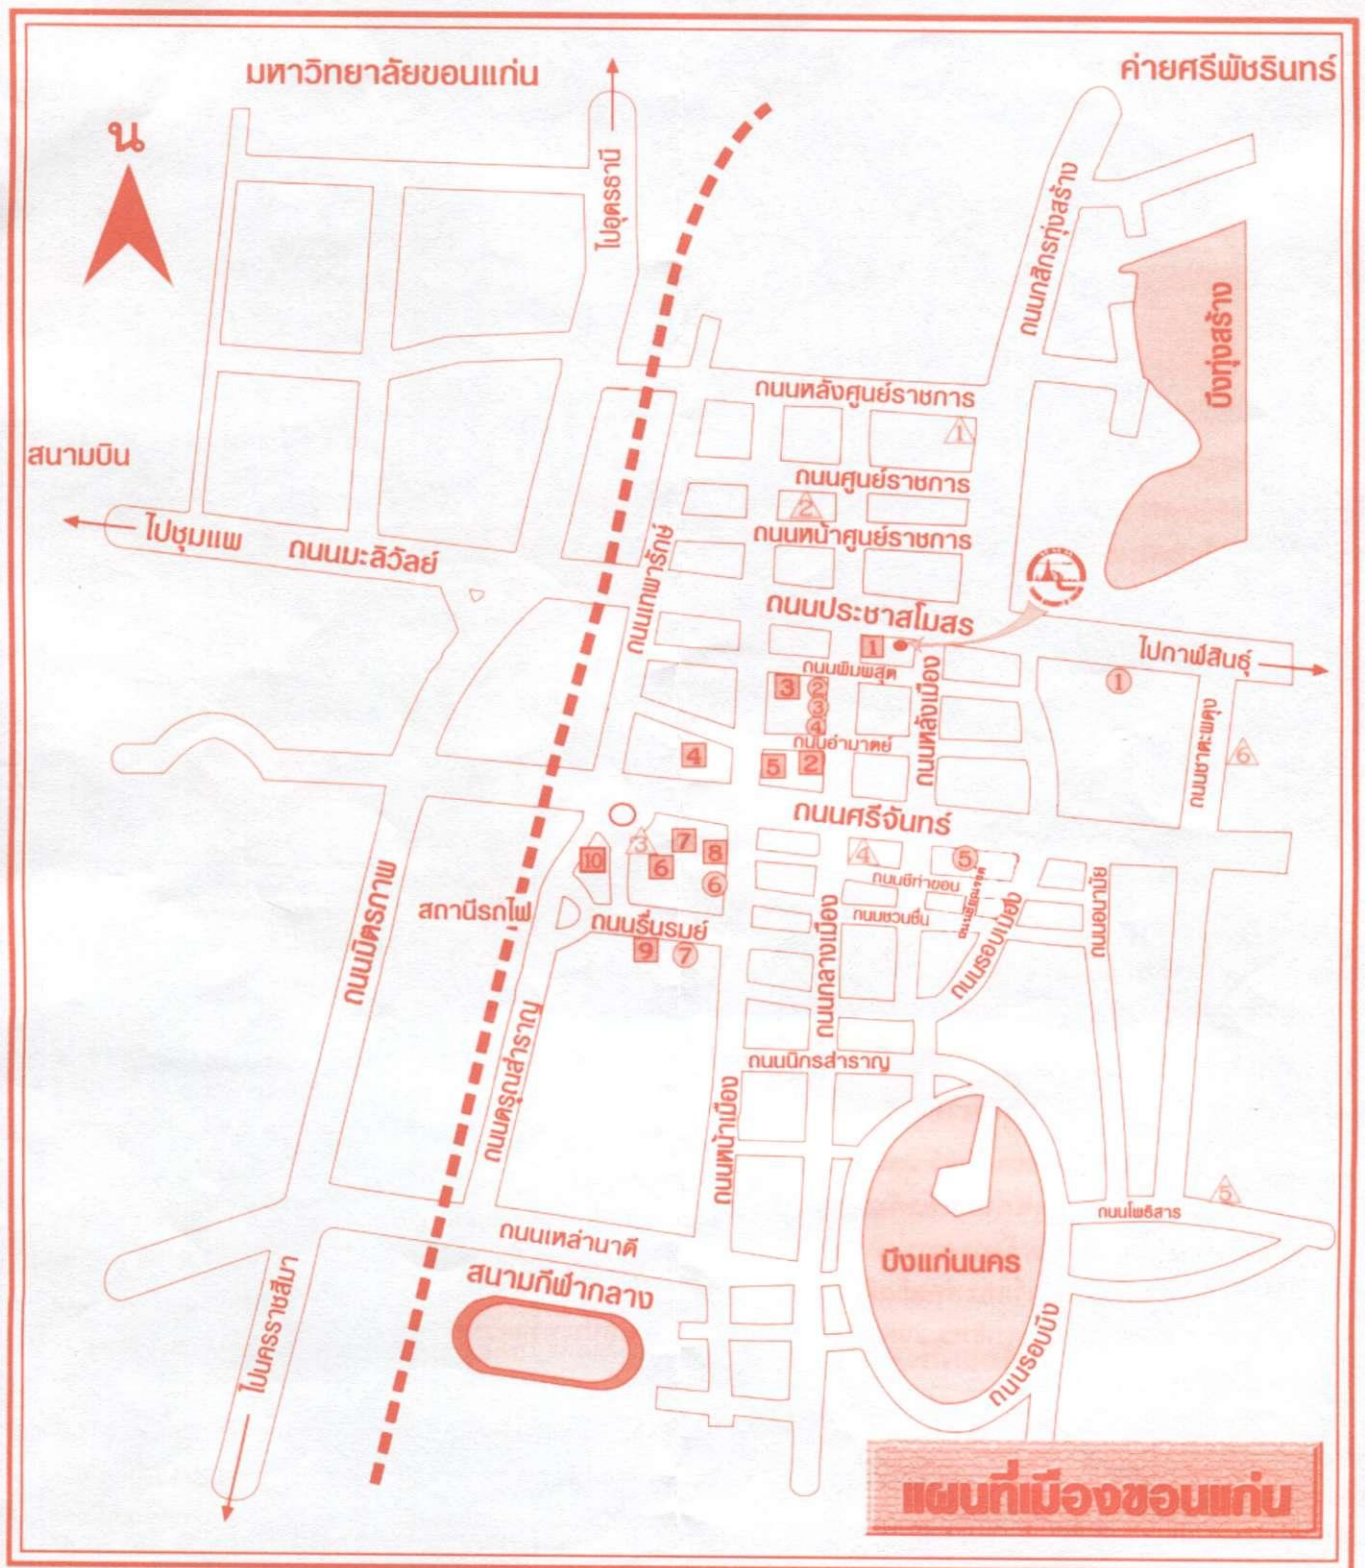 มหาวิทยาลัยขอนแก่น
ค่ายศรีพัชรินทร์
น
ไปอุดรธานี
ถนนกสิกรทุ่งสร้าง
บึงทุ่งสร้าง
ถนนหลังศูนย์ราชการ
1
สนามบิน
ถนนศูนย์ราชการ
2
ไปชุมแพ ถนนมะลิวัลย์
ถนนหน้าศูนย์ราชการ
ถนนเทพารักษ์
ถนนประชาสโมสร
1
ไปกาฬสินธุ์
ถนนพิมพสุต
3 2
3
4
ถนนหลังเมือง
1
ถนนอำมาตย์
4 5 2
ถนนชาตะผดุง
6
ถนนศรีจันทร์
10 3 7 6 8
6
4 5
ถนนชีท่าขอน
ถนนชวนชื่น
ถนนรอบเมือง
ถนนอนามัย
สถานีรถไฟ
ถนนรื่นรมย์
9 7
ถนนมิตรภาพ
ถนนกลางเมือง
ถนนดรุณสำราญ
ถนนนิกรสำราญ
ถนนหน้าเมือง
5
ถนนโพธิสาร
ถนนเหล่านาดี
บึงแก่นนคร
สนามกีฬากลาง
ไปนครราชสีมา
ถนนรอบบึง
แผนที่เมืองขอนแก่น